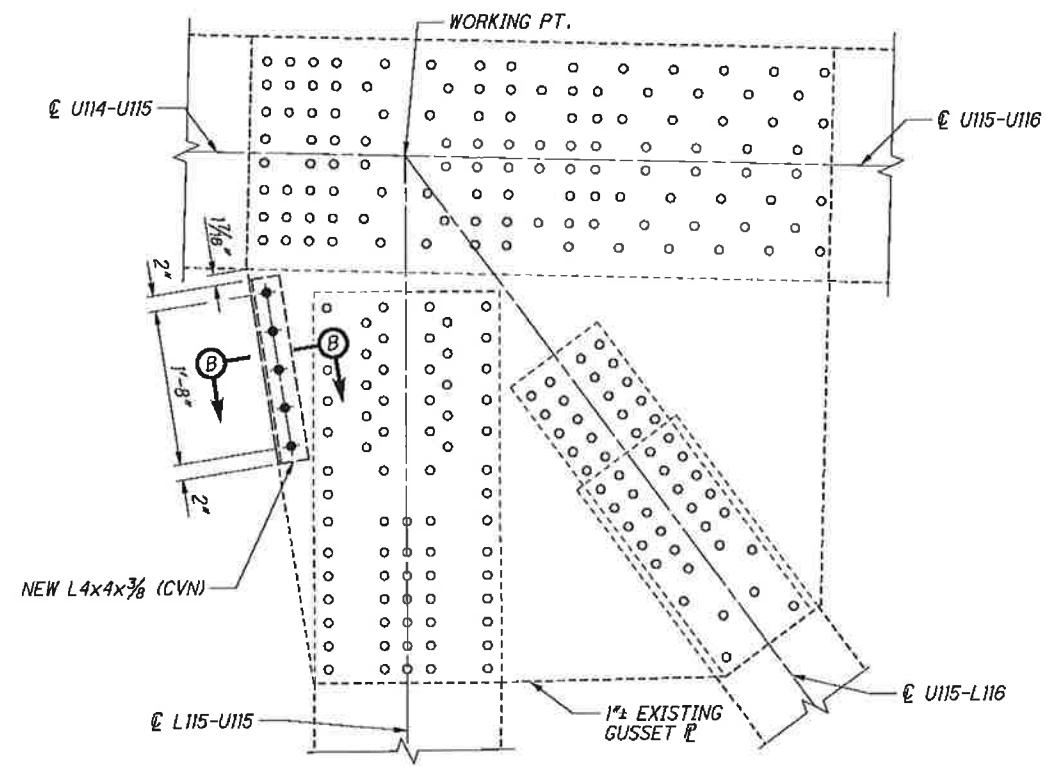 WORKING PT.
℄ U114-U115
℄ U115-U116
1 7/16"
2"
B
B
1'-8"
2"
NEW L4x4x3/8 (CVN)
℄ L115-U115
1"± EXISTING
GUSSET ℄
℄ U115-L116